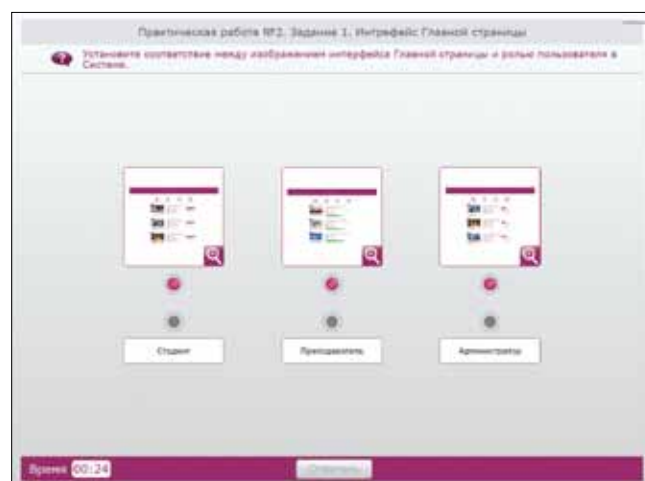 Практическая работа №2. Задание 1. Интрефейс Главной страницы
Установите соответствие между изображением интерфейса Главной страницы и ролью пользователя в
Системе.
Студент
Преподаватель
Администратор
Время 00:24
Ответить